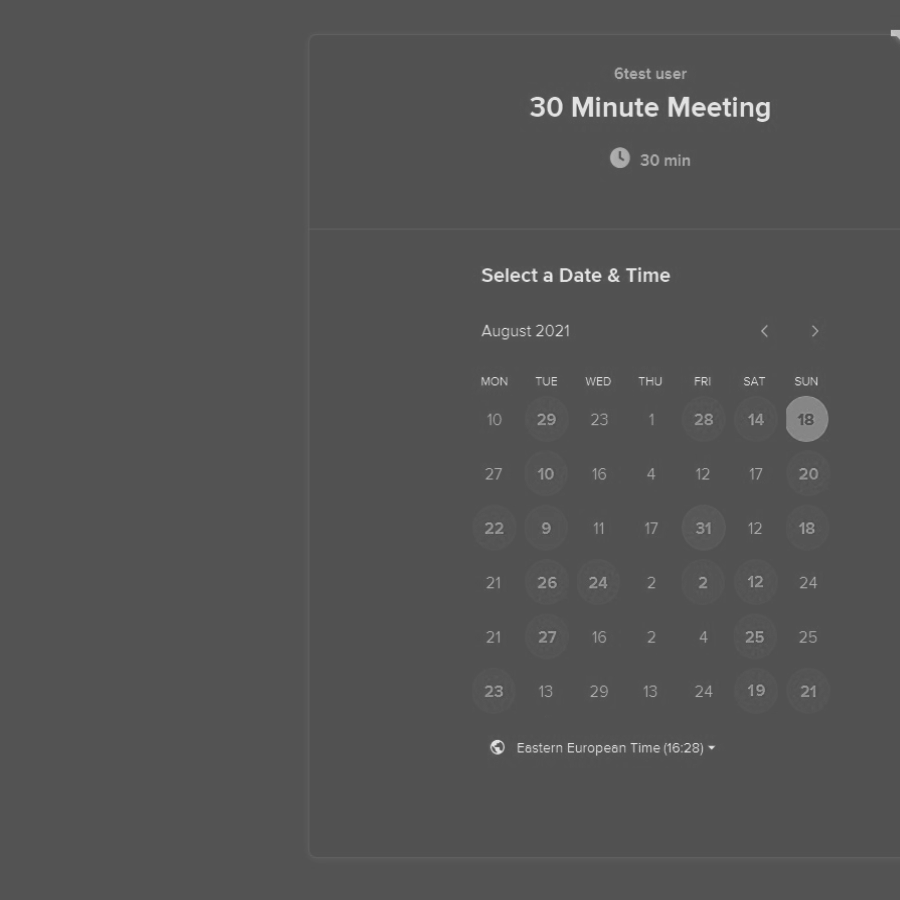 6test user
30 Minute Meeting
30 min
Select a Date & Time
August 2021
MON TUE WED THU FRI SAT SUN
10 29 23 1 28 14 18
27 10 16 4 12 17 20
22 9 11 17 31 12 18
21 26 24 2 2 12 24
21 27 16 2 4 25 25
23 13 29 13 24 19 21
Eastern European Time (16:28)